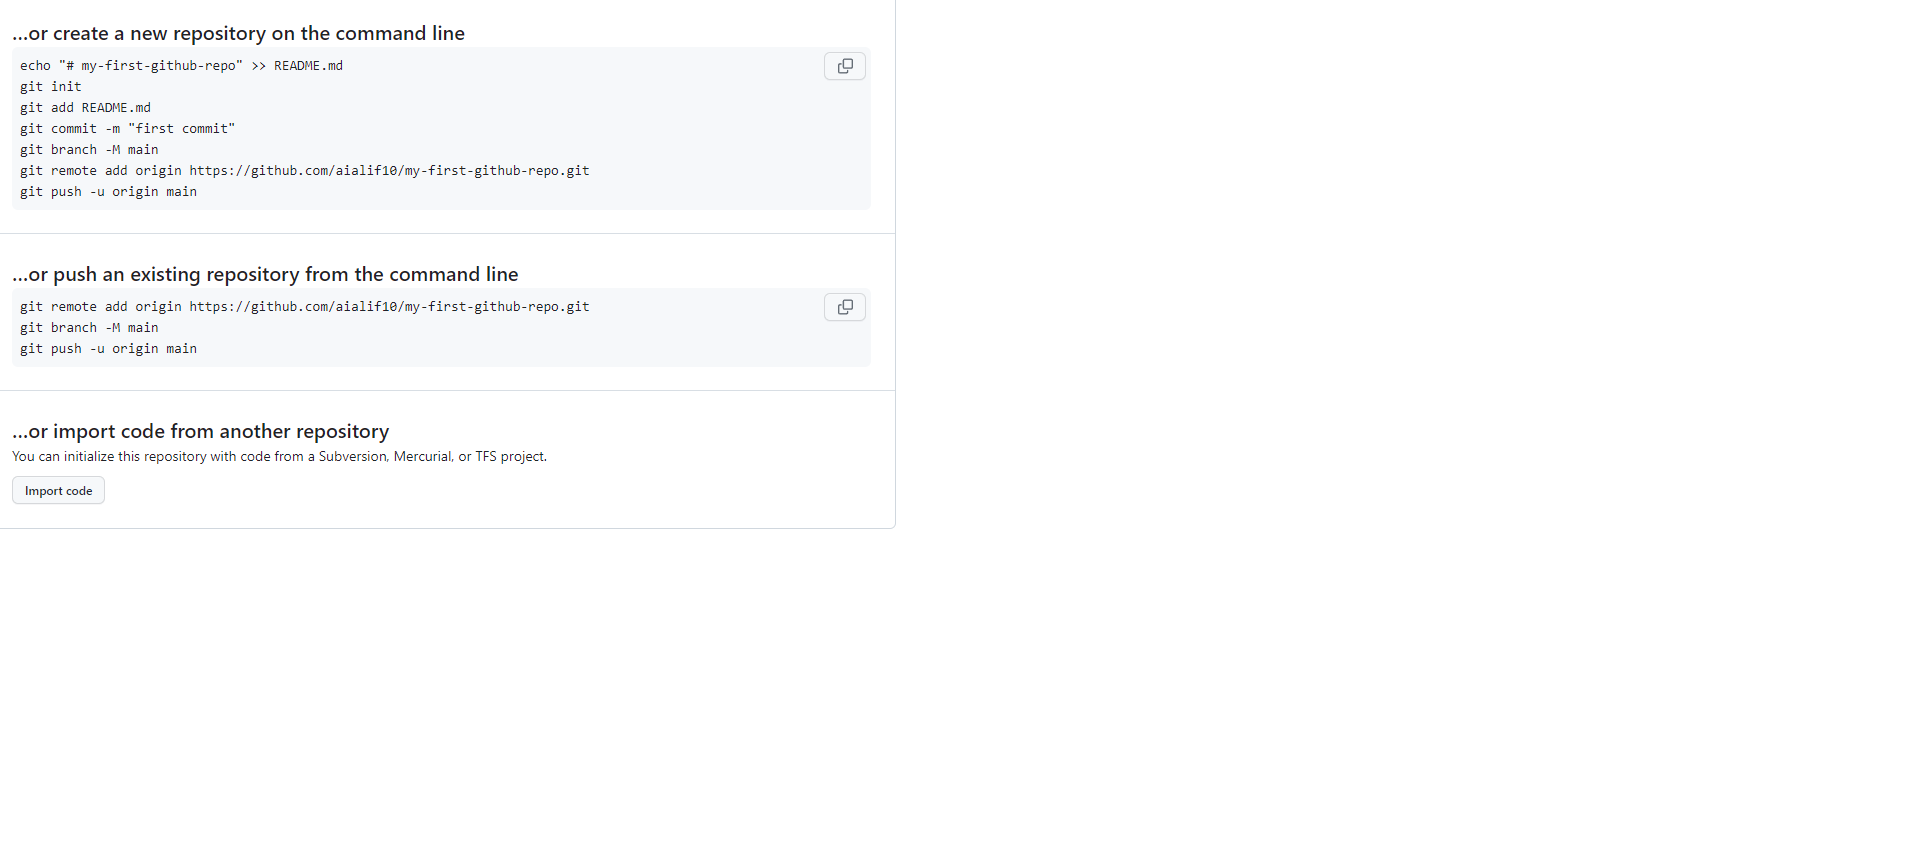 ...or create a new repository on the command line
echo "# my-first-github-repo" >> README.md
git init
git add README.md
git commit -m "first commit"
git branch -M main
git remote add origin https://github.com/aialif10/my-first-github-repo.git
git push -u origin main
...or push an existing repository from the command line
git remote add origin https://github.com/aialif10/my-first-github-repo.git
git branch -M main
git push -u origin main
...or import code from another repository
You can initialize this repository with code from a Subversion, Mercurial, or TFS project.
Import code